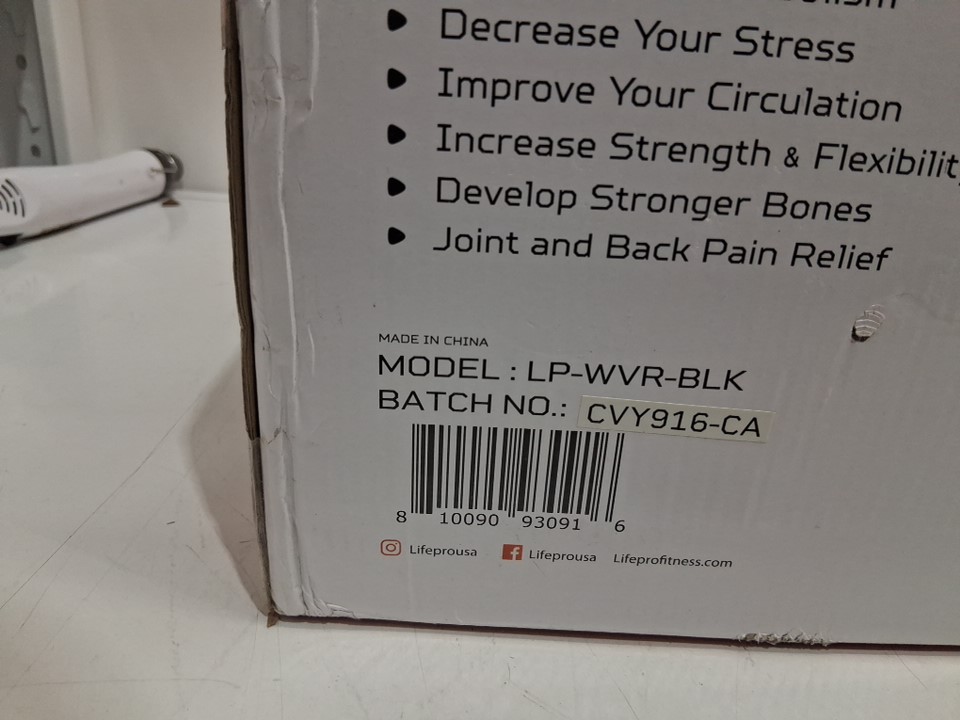 Decrease Your Stress
Improve Your Circulation
Increase Strength & Flexibility
Develop Stronger Bones
Joint and Back Pain Relief
MADE IN CHINA
MODEL : LP-WVR-BLK
BATCH NO.: CVY916-CA
8 10090 93091 6
Lifeprousa Lifeprousa Lifeprofitness.com